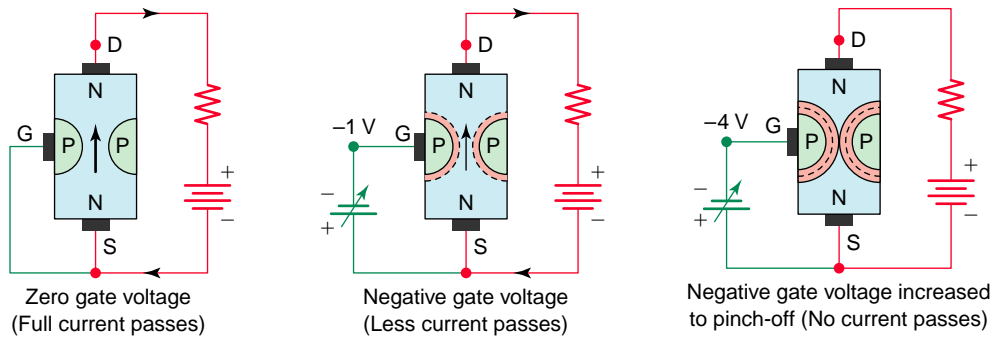 D
N
G
P
P
N
S
+
−
Zero gate voltage
(Full current passes)
D
N
−1 V
G
P
P
−
+
N
S
+
−
Negative gate voltage
(Less current passes)
D
N
−4 V
G
P
P
−
+
N
S
+
−
Negative gate voltage increased
to pinch-off (No current passes)